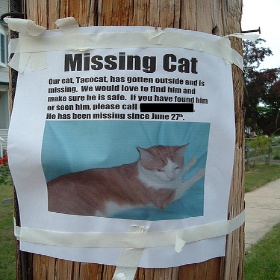 Missing Cat
Our cat, Tacocat, has gotten outside and is
missing. We would love to find him and
make sure he is safe. If you have found him
or seen him, please call
He has been missing since June 27th.